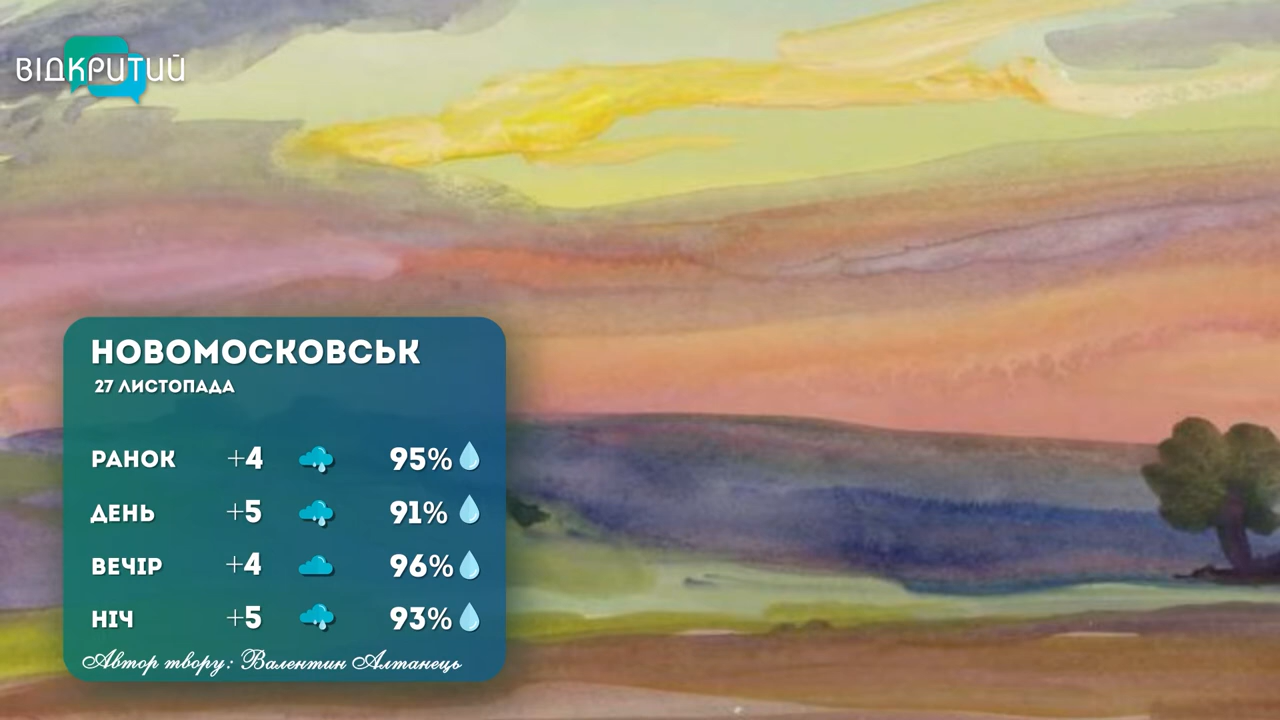 ВІДКРИТИЙ
НОВОМОСКОВСЬК
27 ЛИСТОПАДА
РАНОК +4 95%
ДЕНЬ +5 91%
ВЕЧІР +4 96%
НІЧ +5 93%
Автор твору: Валентин Алтанець